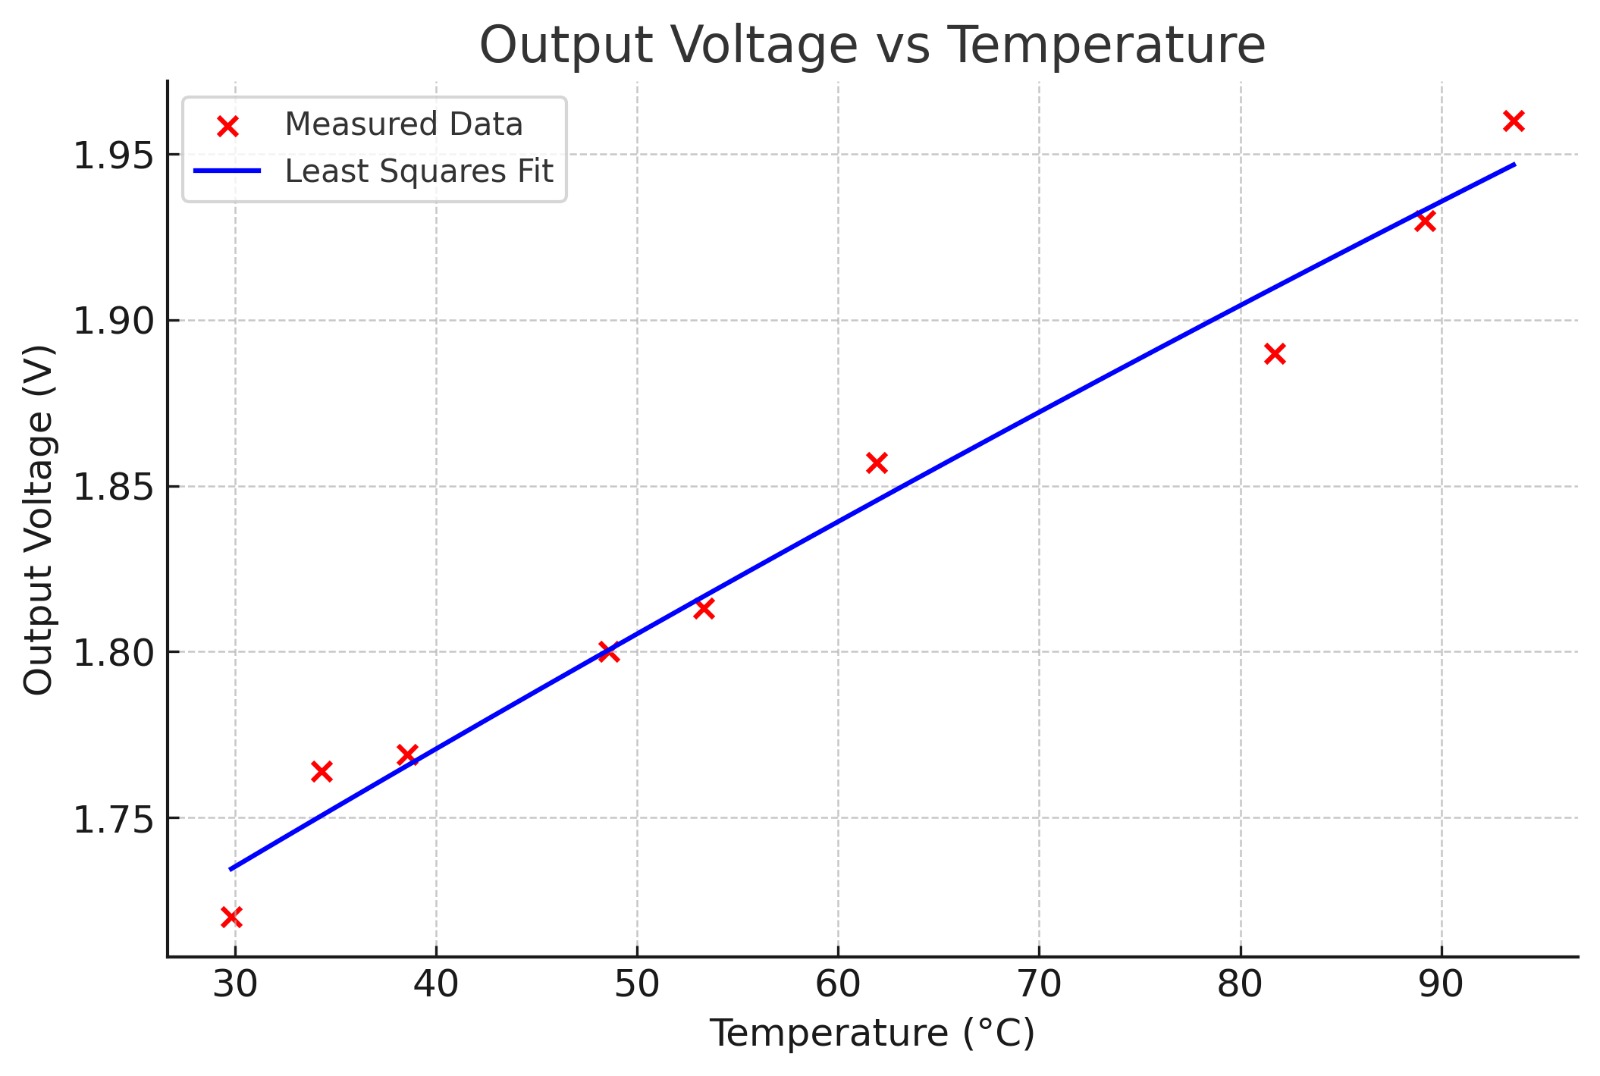 Output Voltage vs Temperature
Measured Data
Least Squares Fit
Output Voltage (V)
1.95
1.90
1.85
1.80
1.75
30 40 50 60 70 80 90
Temperature (°C)